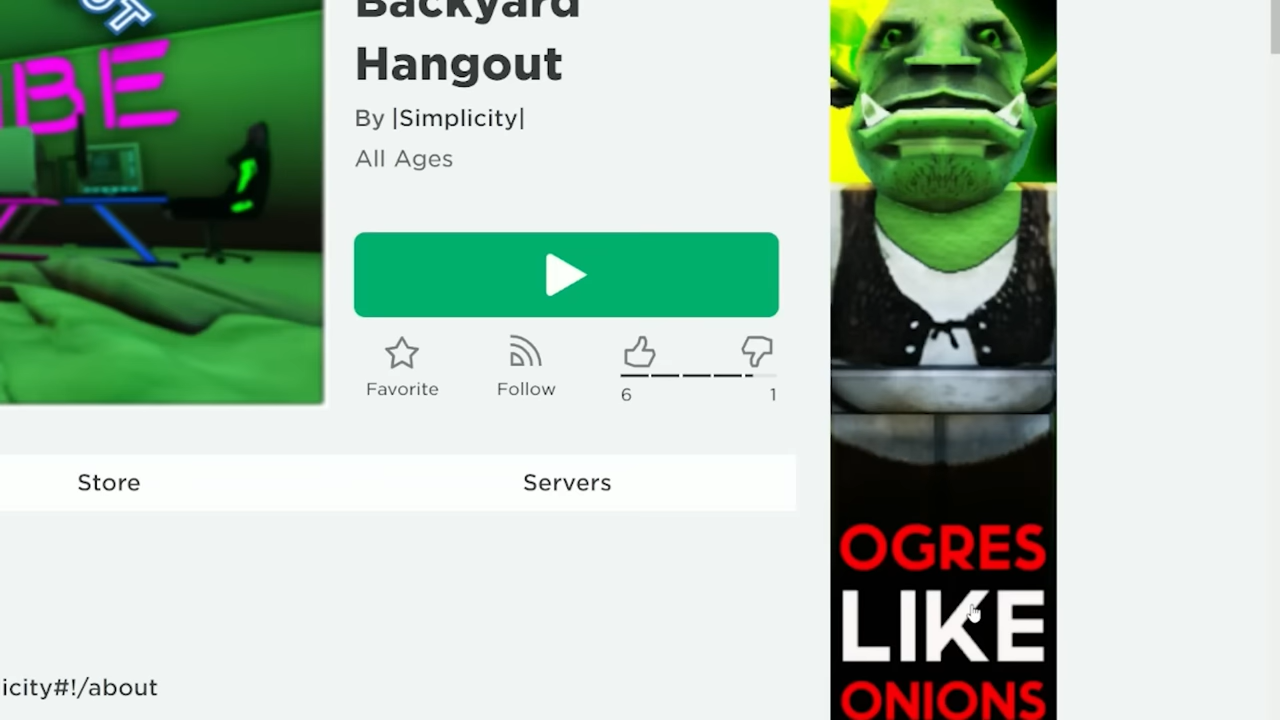 Backyard
Hangout
By |Simplicity|
All Ages
Favorite
Follow
6
1
Store
Servers
icity#!/about
OGRES
LIKE
ONIONS